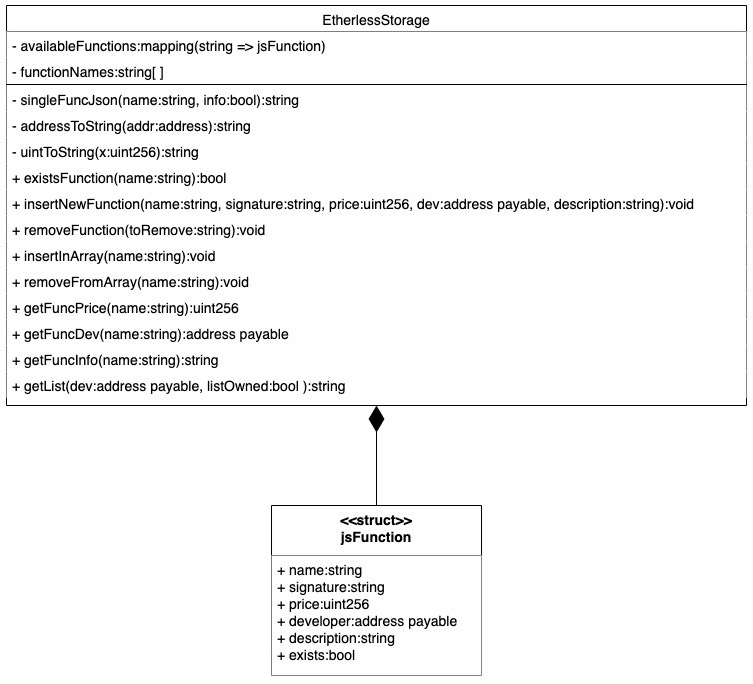 EtherlessStorage
- availableFunctions:mapping(string => jsFunction)
- functionNames:string[ ]
- singleFuncJson(name:string, info:bool):string
- addressToString(addr:address):string
- uintToString(x:uint256):string
+ existsFunction(name:string):bool
+ insertNewFunction(name:string, signature:string, price:uint256, dev:address payable, description:string):void
+ removeFunction(toRemove:string):void
+ insertInArray(name:string):void
+ removeFromArray(name:string):void
+ getFuncPrice(name:string):uint256
+ getFuncDev(name:string):address payable
+ getFuncInfo(name:string):string
+ getList(dev:address payable, listOwned:bool ):string
<<struct>>
jsFunction
+ name:string
+ signature:string
+ price:uint256
+ developer:address payable
+ description:string
+ exists:bool